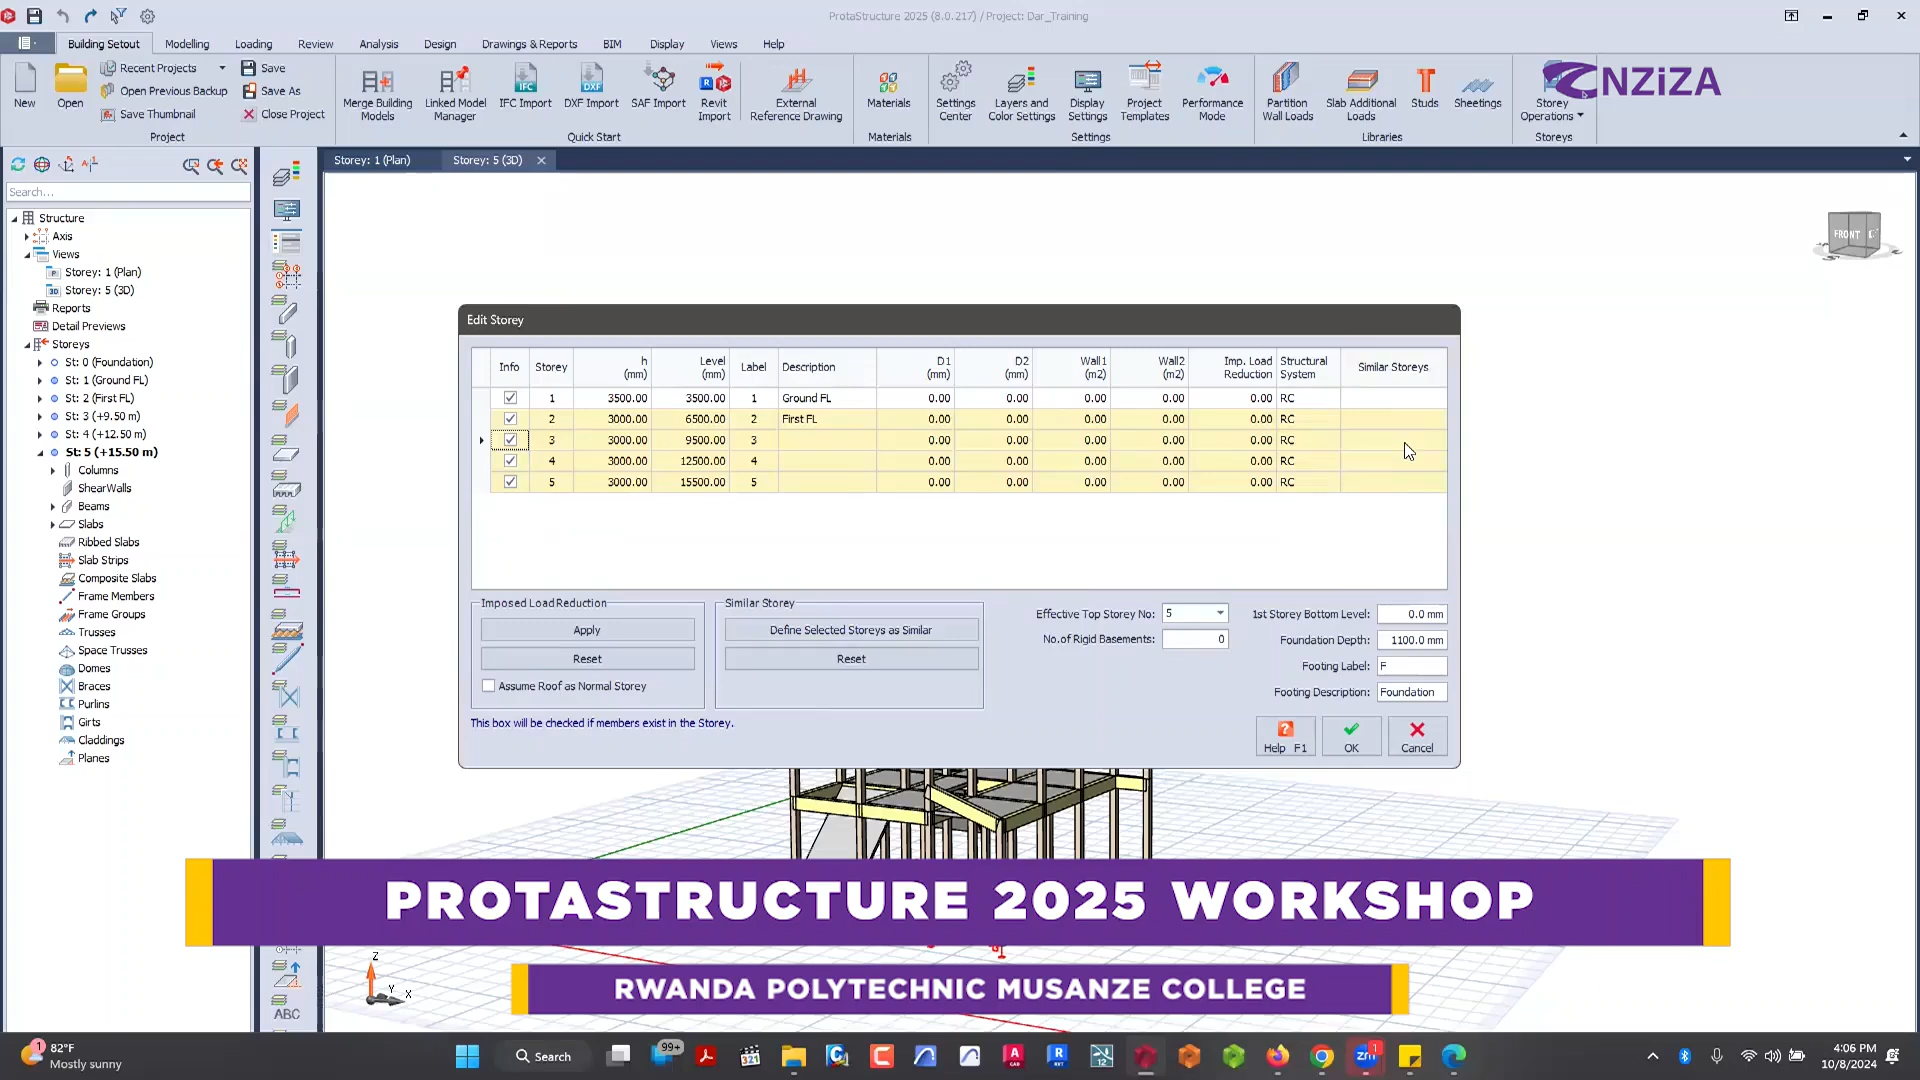 ProtaStructure 2025 (8.0.217) / Project: Dar_Training
Building Setout Modelling Loading Review Analysis Design Drawings & Reports BIM Display Views Help
New
Open
Recent Projects
Open Previous Backup
Save Thumbnail
Save
Save As
Close Project
Project
Merge Building Models
Linked Model Manager
IFC Import
DXF Import
SAF Import
Revit Import
External Reference Drawing
Quick Start
Materials
Materials
Settings Center
Layers and Color Settings
Display Settings
Project Templates
Performance Mode
Settings
Partition Wall Loads
Slab Additional Loads
Studs
Sheetings
Libraries
Storey Operations
Storeys
NZIZA
Storey: 1 (Plan)
Storey: 5 (3D)
Search...
Structure
Axis
Views
Storey: 1 (Plan)
Storey: 5 (3D)
Reports
Detail Previews
Storeys
St: 0 (Foundation)
St: 1 (Ground FL)
St: 2 (First FL)
St: 3 (+9.50 m)
St: 4 (+12.50 m)
St: 5 (+15.50 m)
Columns
ShearWalls
Beams
Slabs
Ribbed Slabs
Slab Strips
Composite Slabs
Frame Members
Frame Groups
Trusses
Space Trusses
Domes
Braces
Purlins
Girts
Claddings
Planes
ABC
FRONT
Edit Storey
Info Storey h (mm) Level (mm) Label Description D1 (mm) D2 (mm) Wall1 (m2) Wall2 (m2) Imp. Load Reduction Structural System Similar Storeys
1 3500.00 3500.00 1 Ground FL 0.00 0.00 0.00 0.00 0.00 RC
2 3000.00 6500.00 2 First FL 0.00 0.00 0.00 0.00 0.00 RC
3 3000.00 9500.00 3 0.00 0.00 0.00 0.00 0.00 RC
4 3000.00 12500.00 4 0.00 0.00 0.00 0.00 0.00 RC
5 3000.00 15500.00 5 0.00 0.00 0.00 0.00 0.00 RC
Imposed Load Reduction
Apply
Reset
Assume Roof as Normal Storey
Similar Storey
Define Selected Storeys as Similar
Reset
Effective Top Storey No: 5
No.of Rigid Basements: 0
1st Storey Bottom Level: 0.0 mm
Foundation Depth: 1100.0 mm
Footing Label: F
Footing Description: Foundation
This box will be checked if members exist in the Storey.
Help F1
OK
Cancel
Z
Y
X
PROTASTRUCTURE 2025 WORKSHOP
RWANDA POLYTECHNIC MUSANZE COLLEGE
1
82°F
Mostly sunny
Search
99+
4:06 PM
10/8/2024